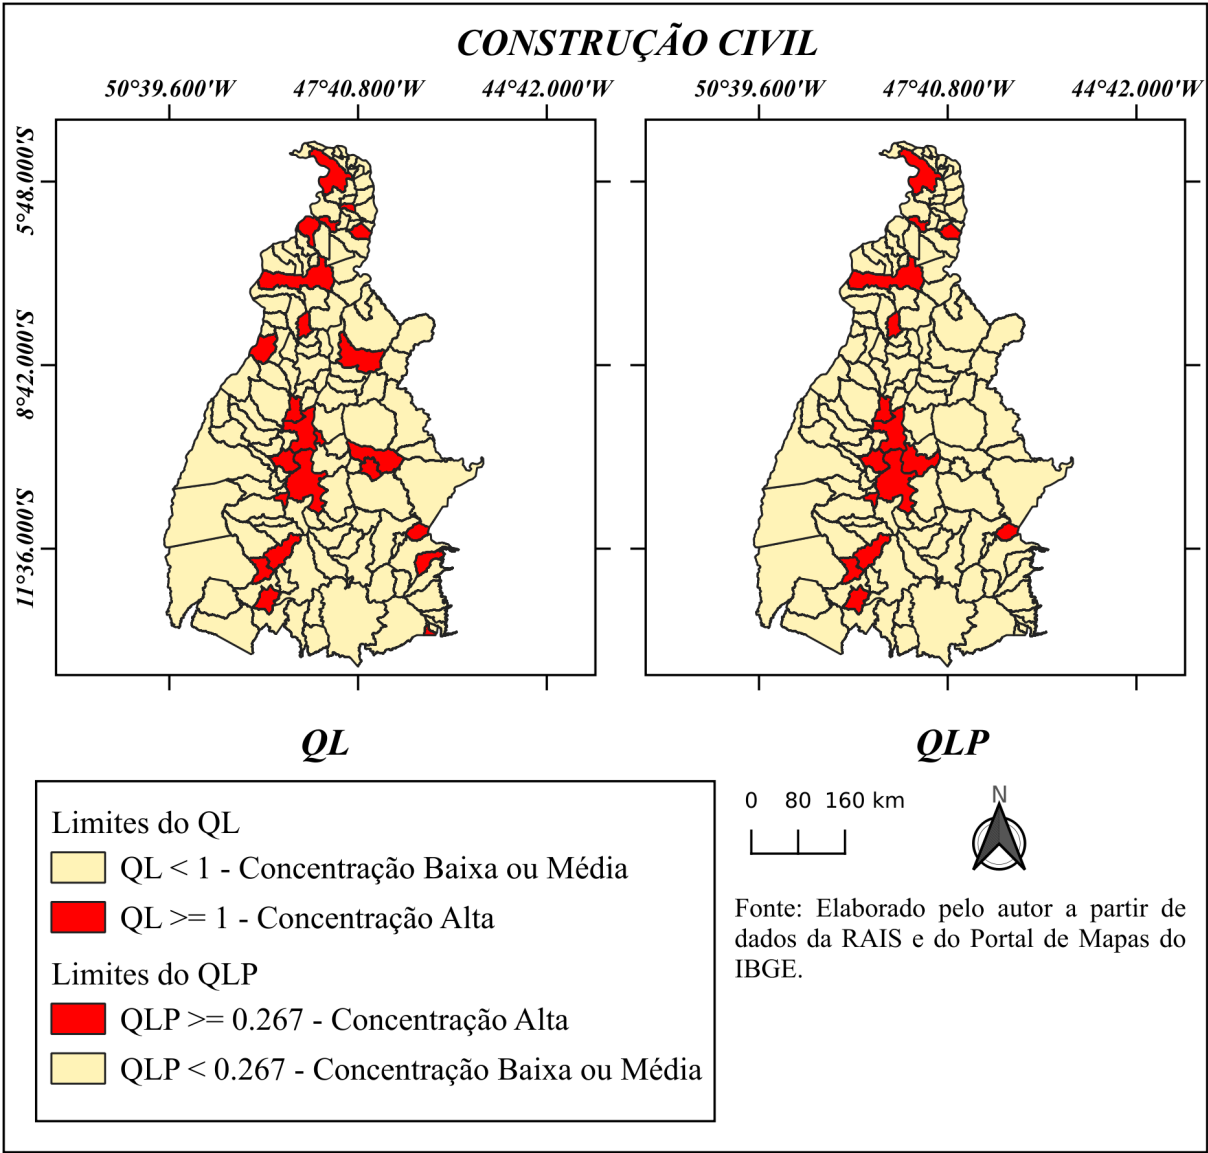 CONSTRUÇÃO CIVIL
50°39.600'W 47°40.800'W 44°42.000'W 50°39.600'W 47°40.800'W 44°42.000'W
5°48.000'S
8°42.000'S
11°36.000'S
QL QLP
Limites do QL
QL < 1 - Concentração Baixa ou Média
QL >= 1 - Concentração Alta
Limites do QLP
QLP >= 0.267 - Concentração Alta
QLP < 0.267 - Concentração Baixa ou Média
0 80 160 km
N
Fonte: Elaborado pelo autor a partir de
dados da RAIS e do Portal de Mapas do
IBGE.